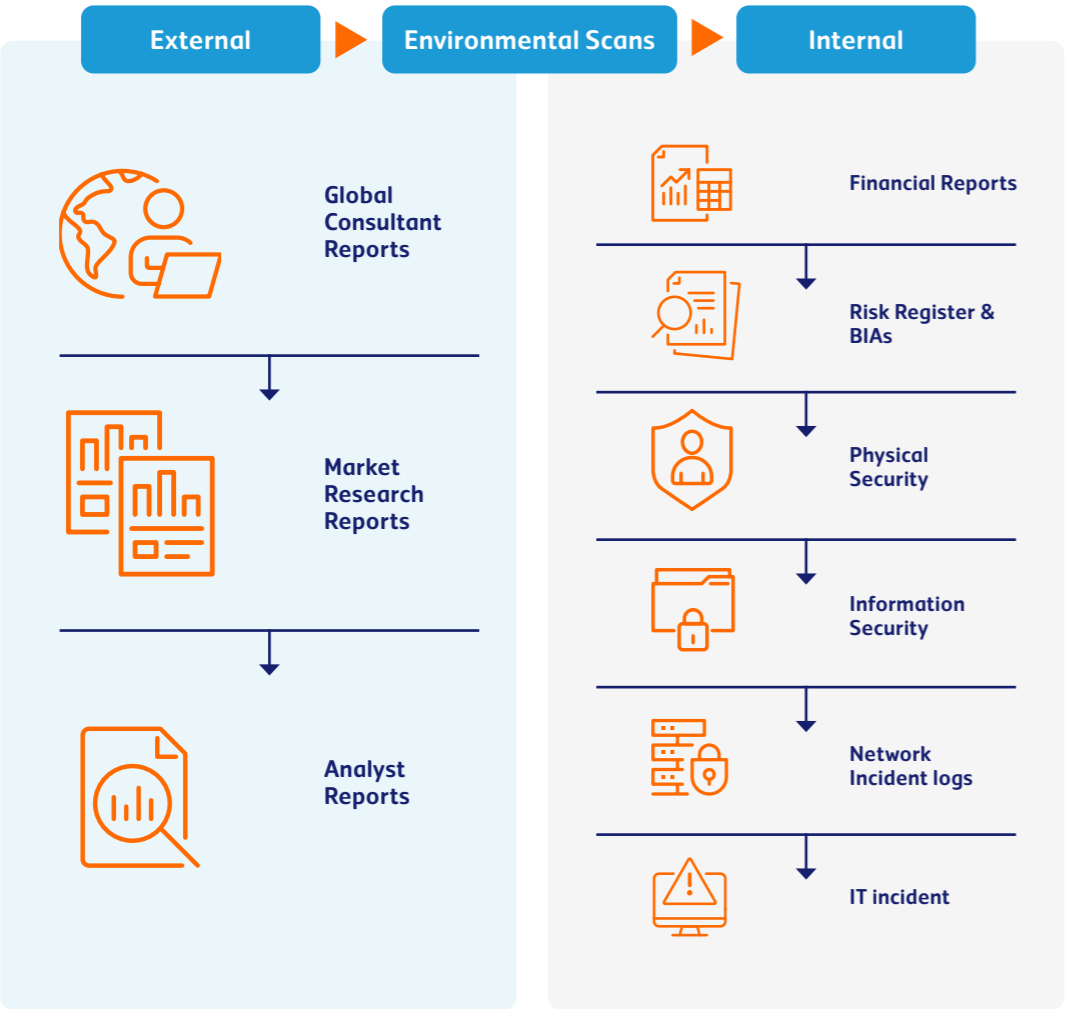 External
Environmental Scans
Internal
Global
Consultant
Reports
Market
Research
Reports
Analyst
Reports
Financial Reports
Risk Register &
BIAs
Physical
Security
Information
Security
Network
Incident logs
IT incident